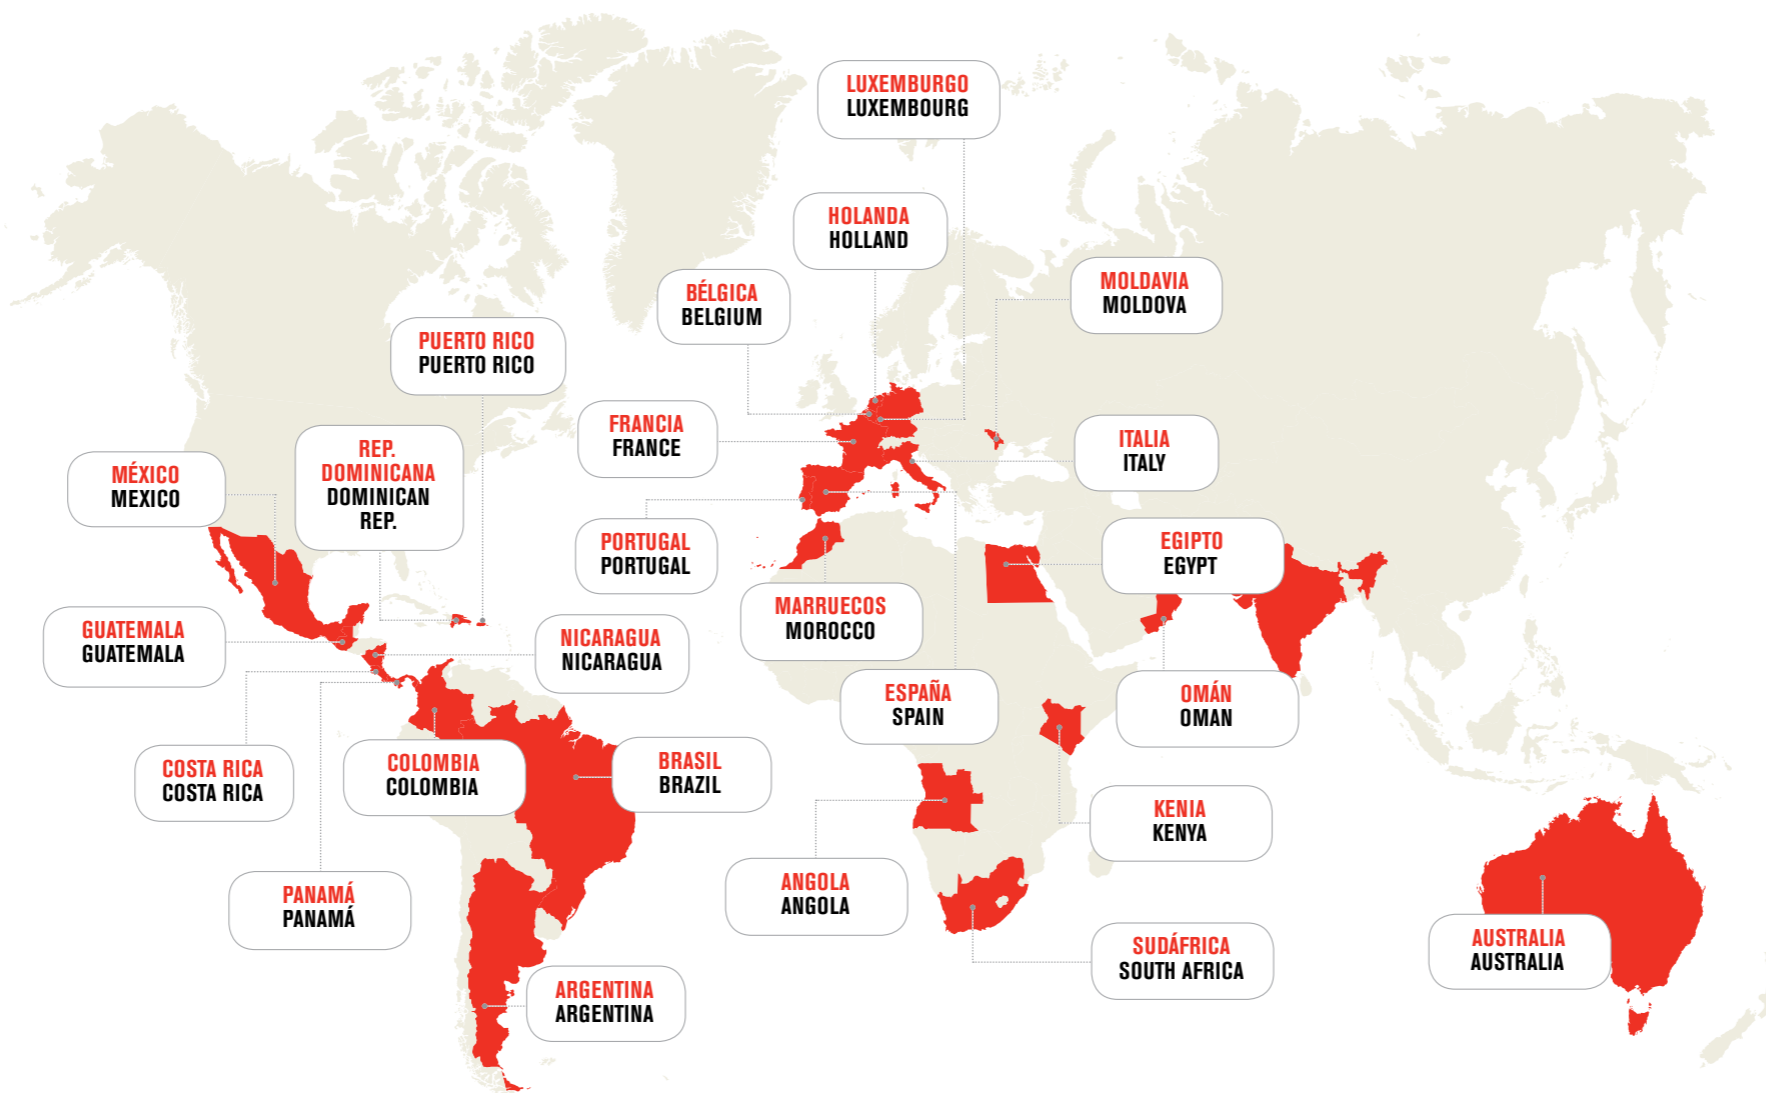 LUXEMBURGO
LUXEMBOURG
HOLANDA
HOLLAND
BÉLGICA
BELGIUM
MOLDAVIA
MOLDOVA
PUERTO RICO
PUERTO RICO
FRANCIA
FRANCE
ITALIA
ITALY
REP.
DOMINICANA
DOMINICAN
REP.
MÉXICO
MEXICO
PORTUGAL
PORTUGAL
EGIPTO
EGYPT
MARRUECOS
MOROCCO
GUATEMALA
GUATEMALA
NICARAGUA
NICARAGUA
ESPAÑA
SPAIN
OMÁN
OMAN
COSTA RICA
COSTA RICA
COLOMBIA
COLOMBIA
BRASIL
BRAZIL
KENIA
KENYA
PANAMÁ
PANAMÁ
ANGOLA
ANGOLA
SUDÁFRICA
SOUTH AFRICA
AUSTRALIA
AUSTRALIA
ARGENTINA
ARGENTINA